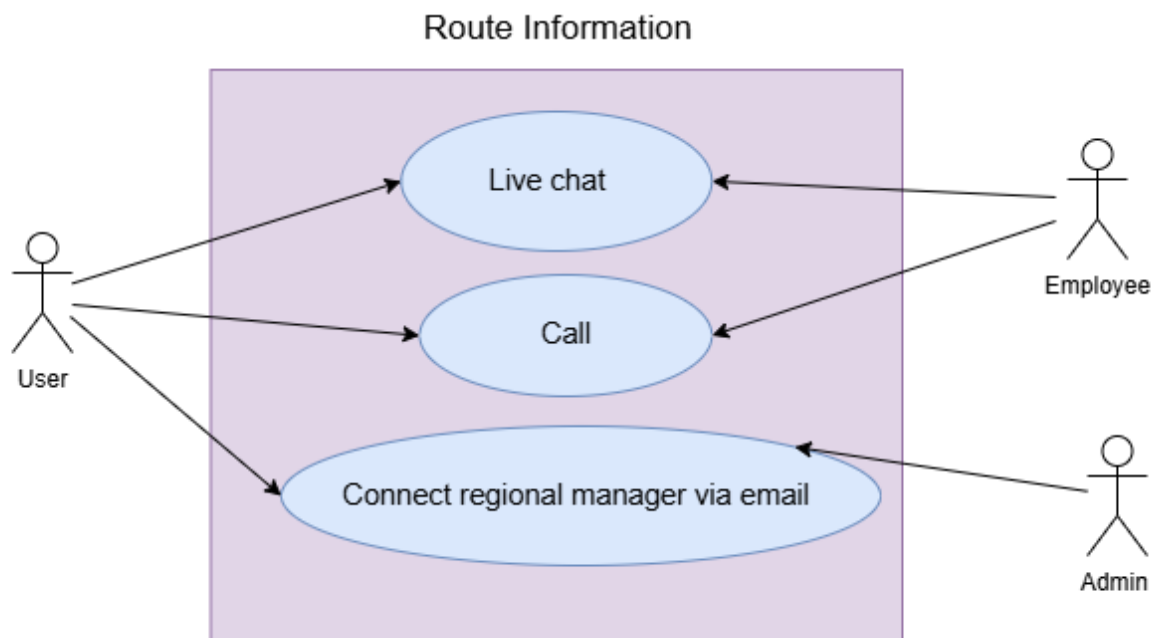 Route Information
Live chat
Employee
Call
User
Connect regional manager via email
Admin